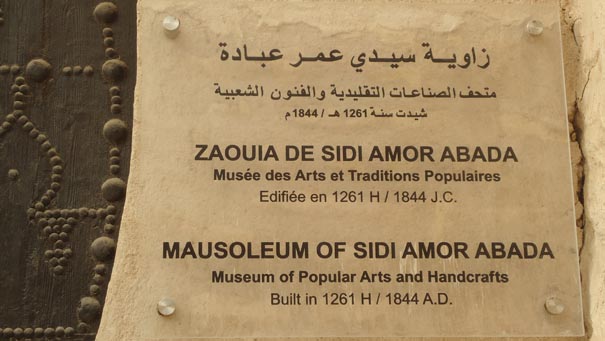 زاوية سيدي عمر عبادة
متحف الصناعات التقليدية والفنون الشعبية
شيدت سنة 1261 هـ / 1844 م
ZAOUIA DE SIDI AMOR ABADA
Musée des Arts et Traditions Populaires
Edifiée en 1261 H / 1844 J.C.
MAUSOLEUM OF SIDI AMOR ABADA
Museum of Popular Arts and Handcrafts
Built in 1261 H / 1844 A.D.